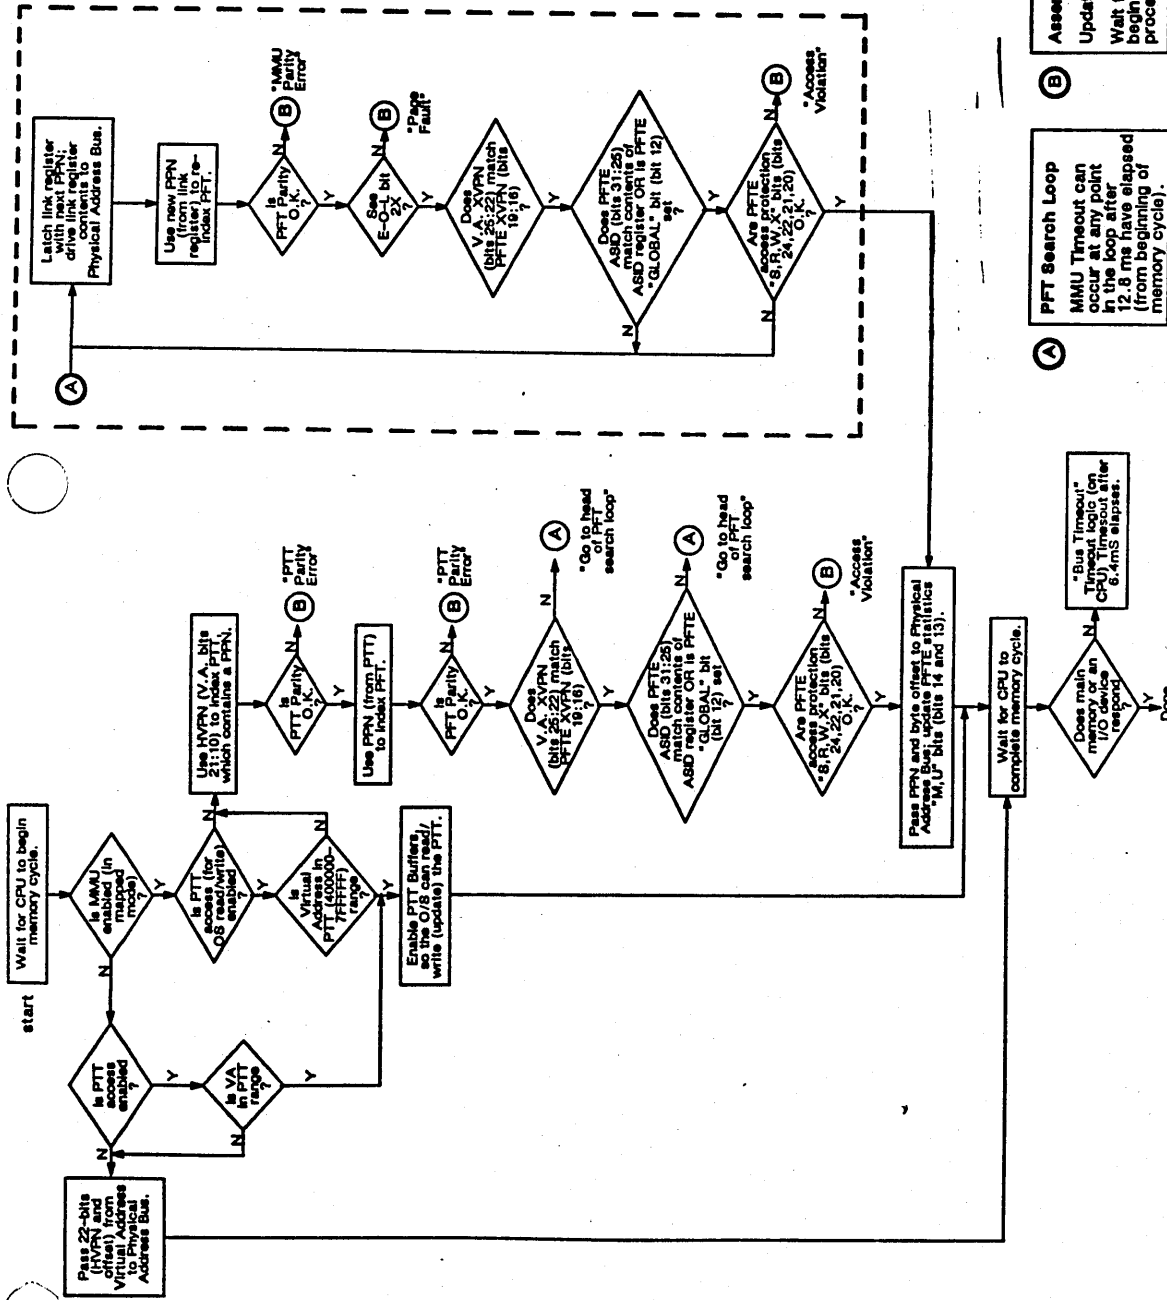 start
Wait for CPU to begin
memory cycle.
Is MMU
enabled (in
mapped
mode)
?
N
Y
Is PTT
access
enabled
?
N
Y
Is VA
in PTT
range
?
N
Y
Pass 22-bits
(HVPN and
offset) from
Virtual Address
to Physical
Address Bus.
Is PTT
access (for
OS read/write)
enabled
?
N
Y
Is
Virtual
Address in
PTT (400000-
7FFFFF)
range
?
N
Y
Enable PTT Buffers,
so the O/S can read/
write (update) the PTT.
Use HVPN (V.A. bits
21:10) to index PTT,
which contains a PPN.
Is
PTT Parity
O.K.
?
N
B
"PTT
Parity
Error"
Y
Use PPN (from PTT)
to index PFT.
Is
PFT Parity
O.K.
?
N
B
"PTT
Parity
Error"
Y
Does
V.A. XVPN
(bits 25:22) match
PFTE XVPN (bits
19:16)
?
N
A
"Go to head
of PFT
search loop"
Y
Does PFTE
ASID (bits 31:25)
match contents of
ASID register OR is PFTE
"GLOBAL" bit
(bit 12) set
?
N
A
"Go to head
of PFT
search loop"
Y
Are PFTE
access protection
"S,R,W,X" bits (bits
24,22,21,20)
O.K.
?
N
B
"Access
Violation"
Y
Pass PPN and byte offset to Physical
Address Bus; update PFTE statistics
"M,U" bits (bits 14 and 13).
Wait for CPU to
complete memory cycle.
Does main
memory or an
I/O device
respond
?
N
"Bus Timeout"
Timeout logic (on
CPU) Timesout after
6.4mS elapses.
Y
Done
A
Latch link register
with next PPN;
drive link register
contents to
Physical Address Bus.
Use new PPN
(from link
register) to re-
index PFT.
Is
PFT Parity
O.K.
?
N
B
"MMU
Parity
Error"
Y
See
E-O-L bit
2X
?
N
B
"Page
Fault"
Y
Does
V.A. XVPN
(bits 25:22) match
PFTE XVPN (bits
19:16)
?
Y
Does PFTE
ASID (bits 31:25)
match contents of
ASID register OR is PFTE
"GLOBAL" bit (bit 12)
set
?
N
Y
Are PFTE
access protection
"S,R,W,X" bits (bits
24,22,21,20)
O.K.
?
N
N
B
"Access
Violation"
Y
A
PFT Search Loop
MMU Timeout can
occur at any point
in the loop after
12.8 ms have elapsed
(from beginning of
memory cycle).
B
Updat
Wait
begin
proce